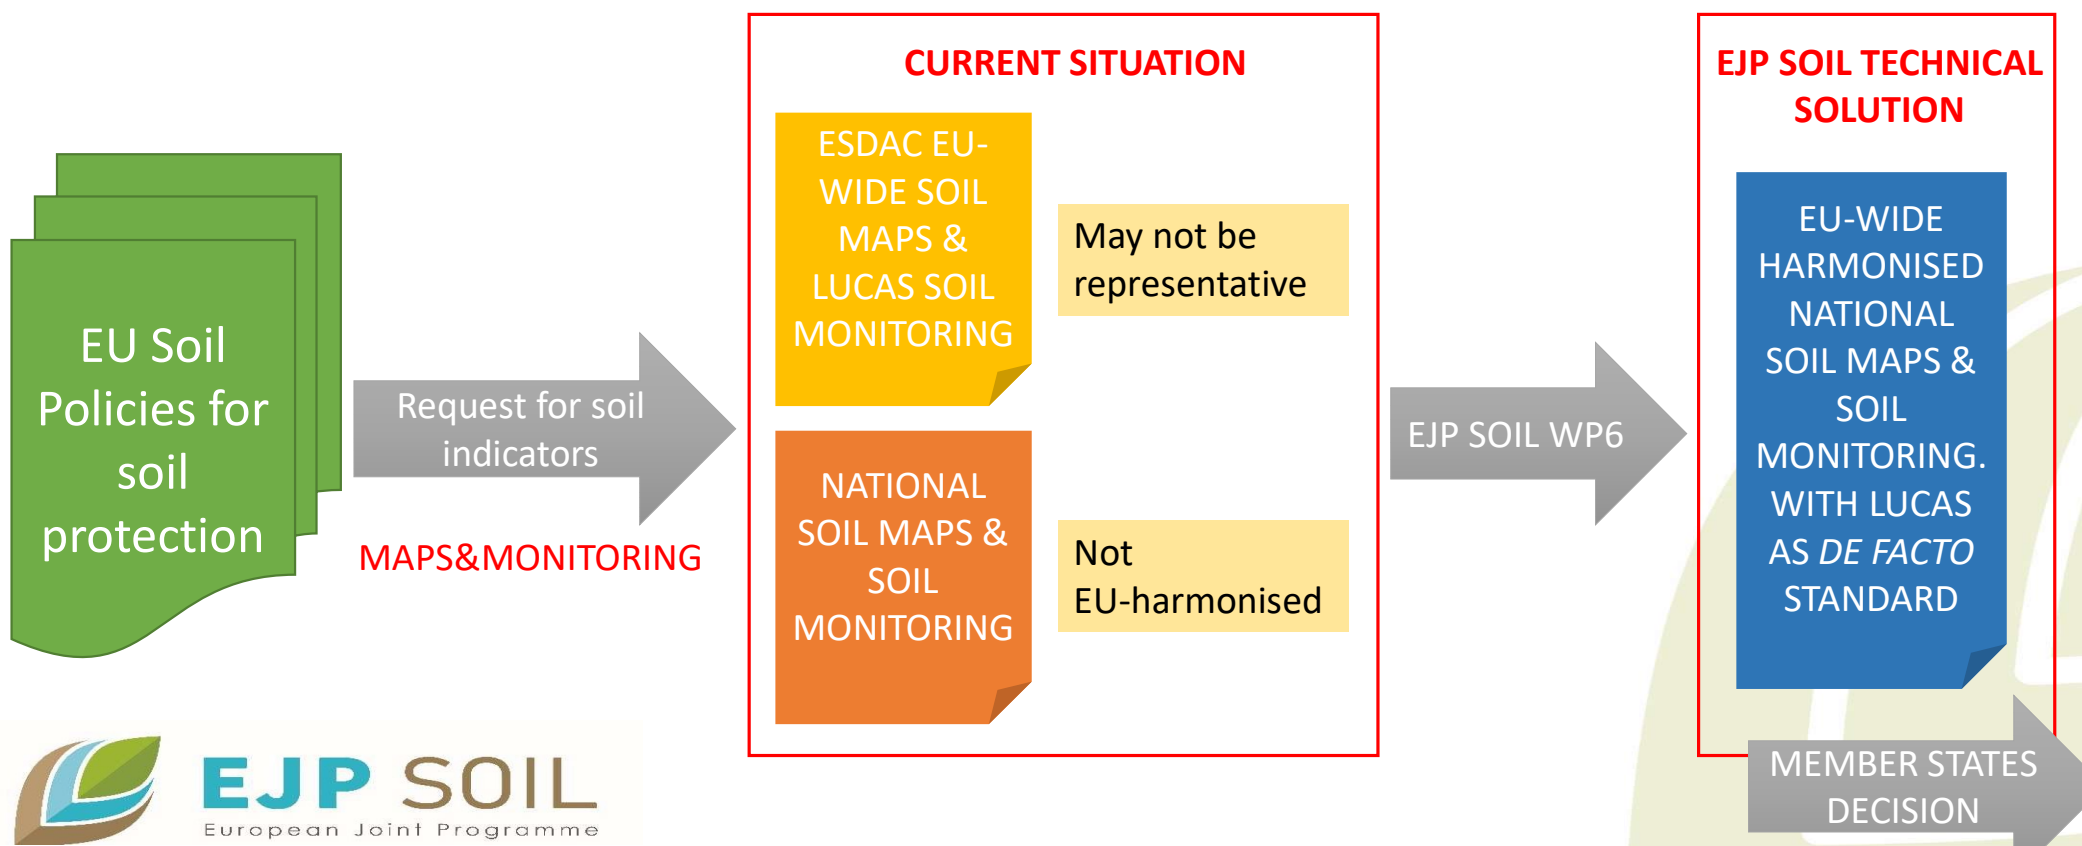 EU Soil
Policies for
soil
protection
Request for soil
indicators
MAPS&MONITORING
CURRENT SITUATION
ESDAC EU-
WIDE SOIL
MAPS &
LUCAS SOIL
MONITORING
May not be
representative
NATIONAL
SOIL MAPS &
SOIL
MONITORING
Not
EU-harmonised
EJP SOIL WP6
EJP SOIL TECHNICAL
SOLUTION
EU-WIDE
HARMONISED
NATIONAL
SOIL MAPS &
SOIL
MONITORING.
WITH LUCAS
AS DE FACTO
STANDARD
MEMBER STATES
DECISION
EJP SOIL
European Joint Programme